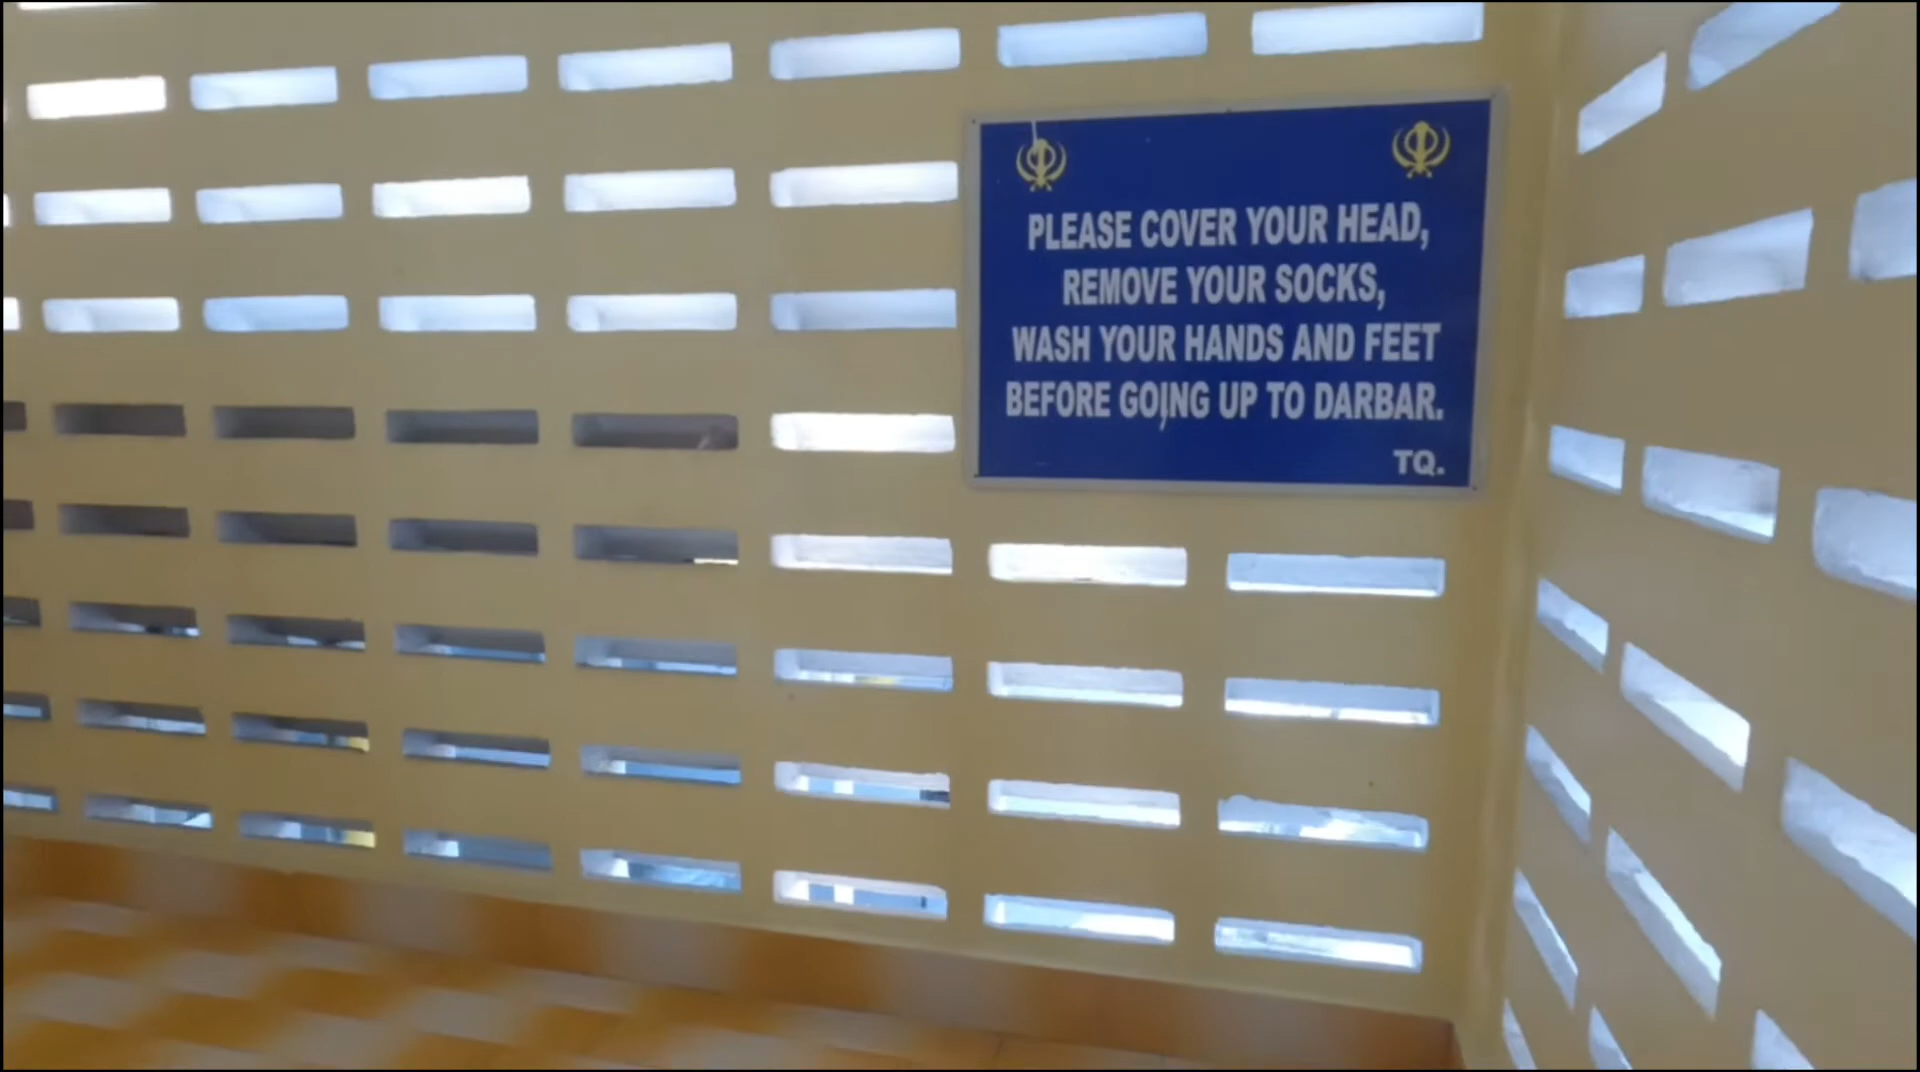 PLEASE COVER YOUR HEAD,
REMOVE YOUR SOCKS,
WASH YOUR HANDS AND FEET
BEFORE GOING UP TO DARBAR.
TQ.